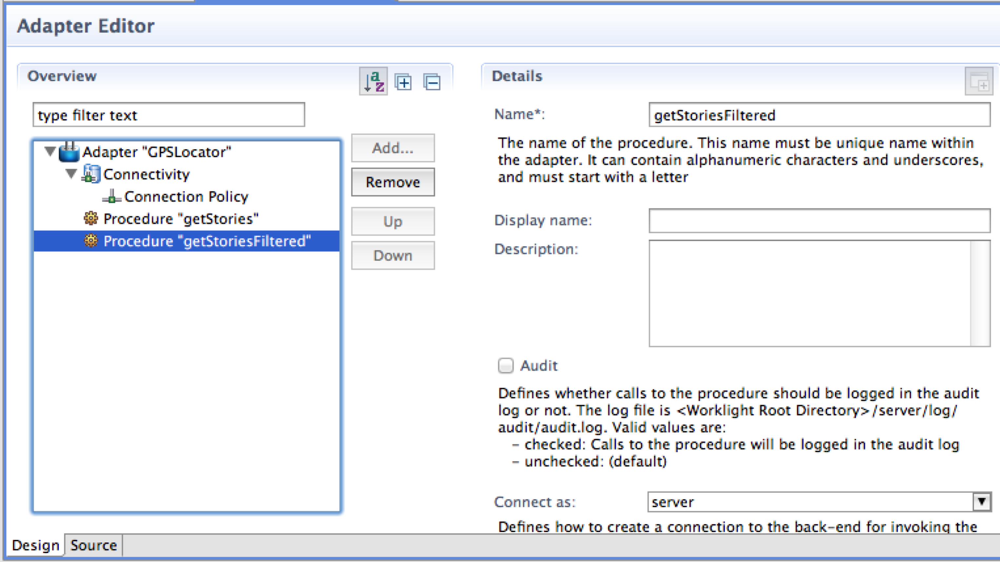 Adapter Editor
Overview
type filter text
Adapter "GPSLocator"
Connectivity
Connection Policy
Procedure "getStories"
Procedure "getStoriesFiltered"
Add...
Remove
Up
Down
Details
Name*: getStoriesFiltered
The name of the procedure. This name must be unique name within
the adapter. It can contain alphanumeric characters and underscores,
and must start with a letter
Display name:
Description:
Audit
Defines whether calls to the procedure should be logged in the audit
log or not. The log file is <Worklight Root Directory>/server/log/
audit/audit.log. Valid values are:
– checked: Calls to the procedure will be logged in the audit log
– unchecked: (default)
Connect as: server
Defines how to create a connection to the back-end for invoking the
Design Source